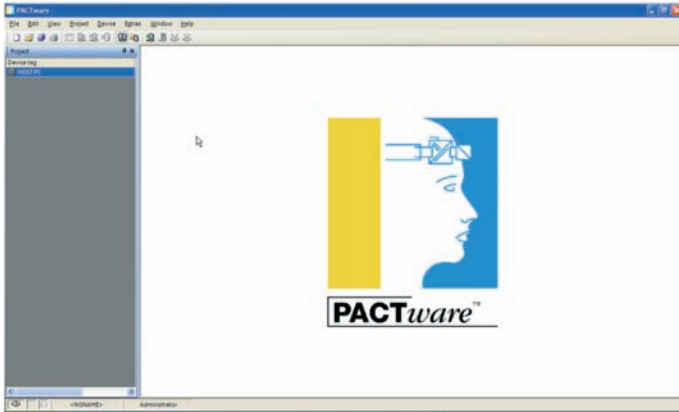 PACTware
File Edit View Project Device Extras Window Help
Project
Device tag
HOST PC
PACTware™
<NONAME>
Administrator